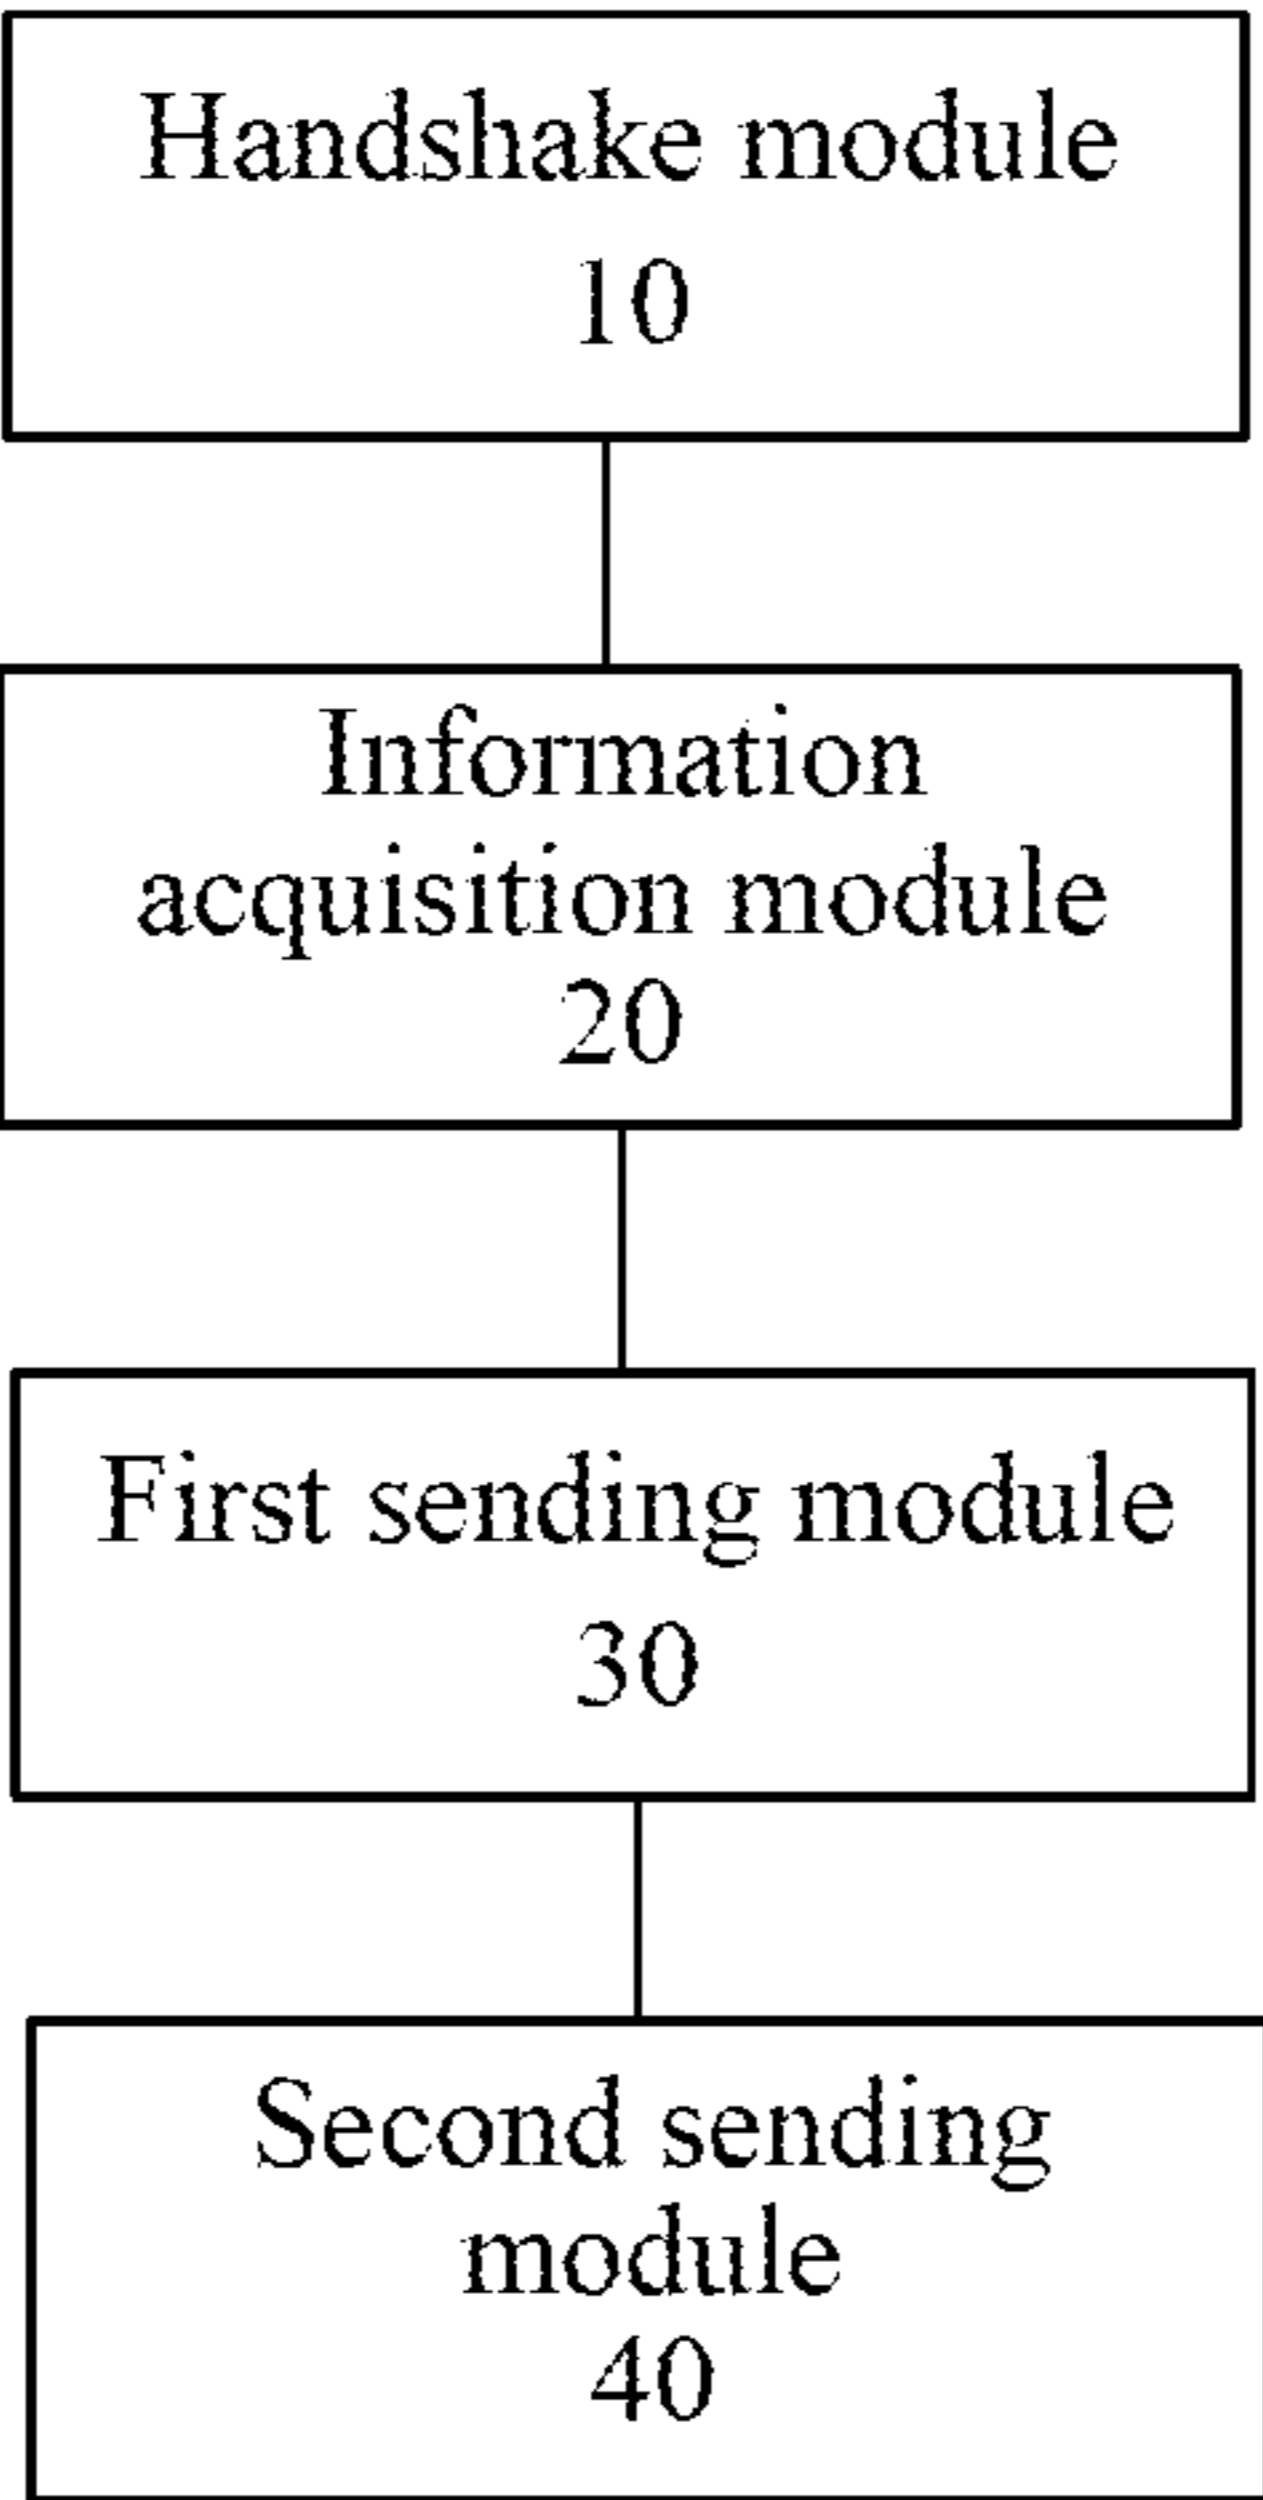 Handshake module
10
Information
acquisition module
20
First sending module
30
Second sending
module
40